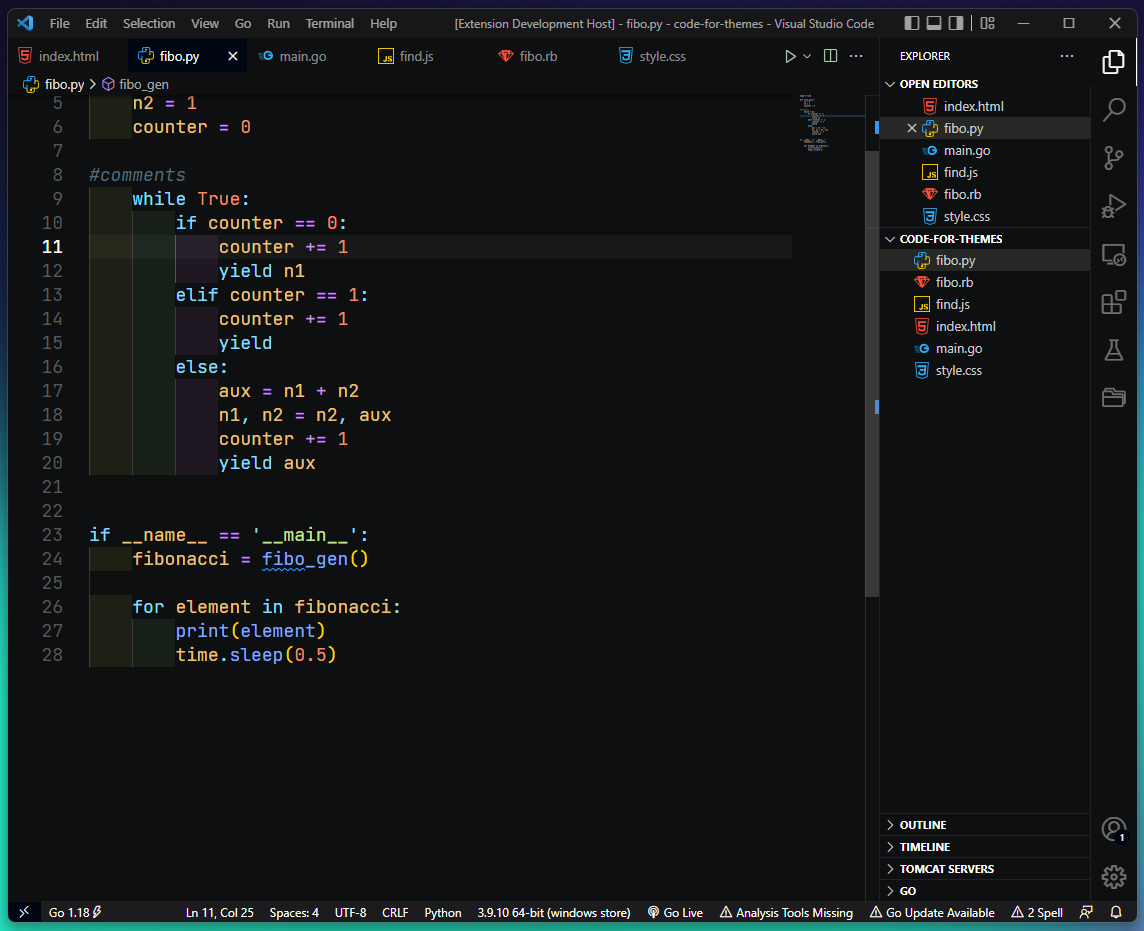 File Edit Selection View Go Run Terminal Help [Extension Development Host] - fibo.py - code-for-themes - Visual Studio Code
index.html fibo.py main.go find.js fibo.rb style.css
fibo.py > fibo_gen
5 n2 = 1
6 counter = 0
7
8 #comments
9 while True:
10 if counter == 0:
11 counter += 1
12 yield n1
13 elif counter == 1:
14 counter += 1
15 yield
16 else:
17 aux = n1 + n2
18 n1, n2 = n2, aux
19 counter += 1
20 yield aux
21
22
23 if __name__ == '__main__':
24 fibonacci = fibo_gen()
25
26 for element in fibonacci:
27 print(element)
28 time.sleep(0.5)
EXPLORER
OPEN EDITORS
index.html
fibo.py
main.go
find.js
fibo.rb
style.css
CODE-FOR-THEMES
fibo.py
fibo.rb
find.js
index.html
main.go
style.css
OUTLINE
TIMELINE
TOMCAT SERVERS
GO
1
Go 1.18 Ln 11, Col 25 Spaces: 4 UTF-8 CRLF Python 3.9.10 64-bit (windows store) Go Live Analysis Tools Missing Go Update Available 2 Spell